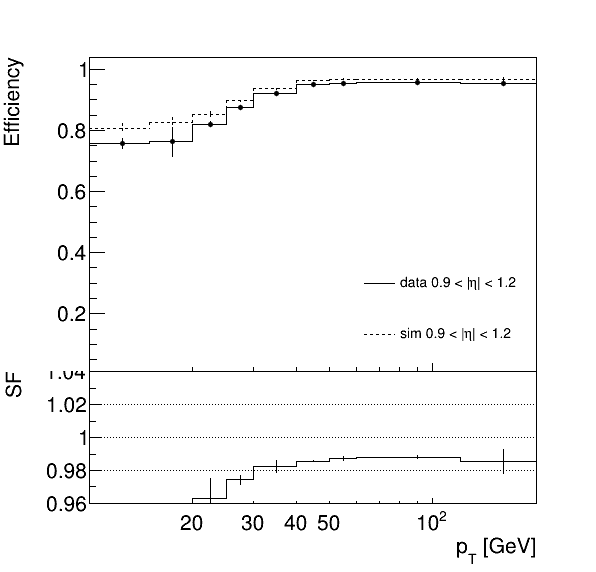 Efficiency
1
0.8
0.6
0.4
0.2
data 0.9 < |η| < 1.2
sim 0.9 < |η| < 1.2
SF
1.04
1.02
1
0.98
0.96
20 30 40 50 10²
p_T [GeV]